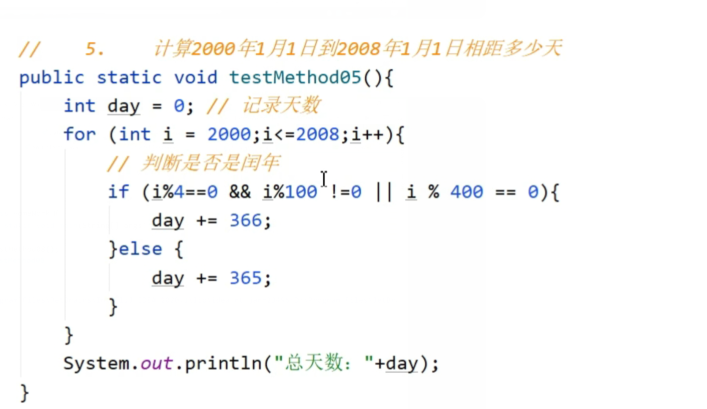 //    5.    计算2000年1月1日到2008年1月1日相距多少天
public static void testMethod05(){
    int day = 0; // 记录天数
    for (int i = 2000;i<=2008;i++){
        // 判断是否是闰年
        if (i%4==0 && i%100 !=0 || i % 400 == 0){
            day += 366;
        }else {
            day += 365;
        }
    }
    System.out.println("总天数："+day);
}